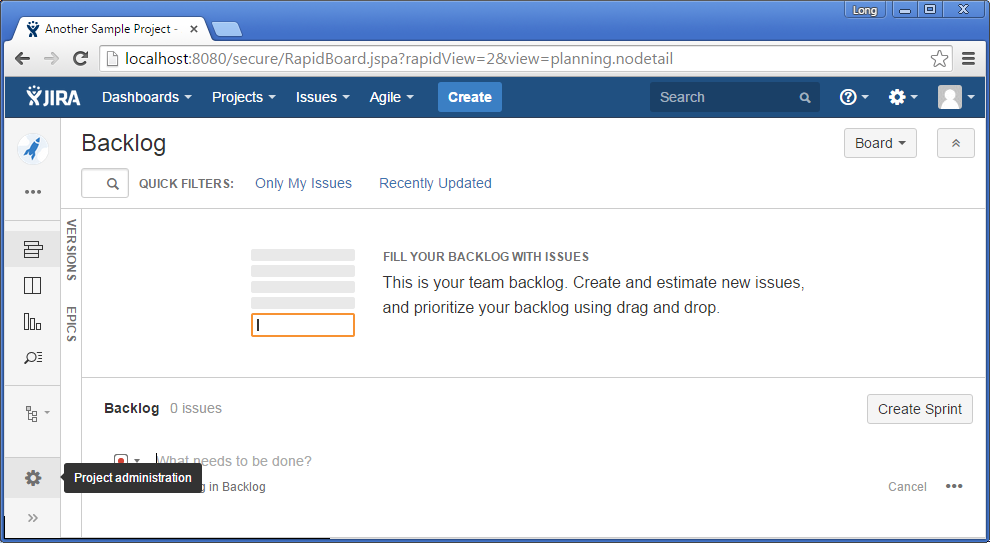 Long
Another Sample Project -
localhost:8080/secure/RapidBoard.jspa?rapidView=2&view=planning.nodetail
JIRA Dashboards Projects Issues Agile Create Search
Backlog
Board
QUICK FILTERS: Only My Issues Recently Updated
VERSIONS
EPICS
FILL YOUR BACKLOG WITH ISSUES
This is your team backlog. Create and estimate new issues,
and prioritize your backlog using drag and drop.
Backlog 0 issues
Create Sprint
What needs to be done?
Project administration
in Backlog
Cancel